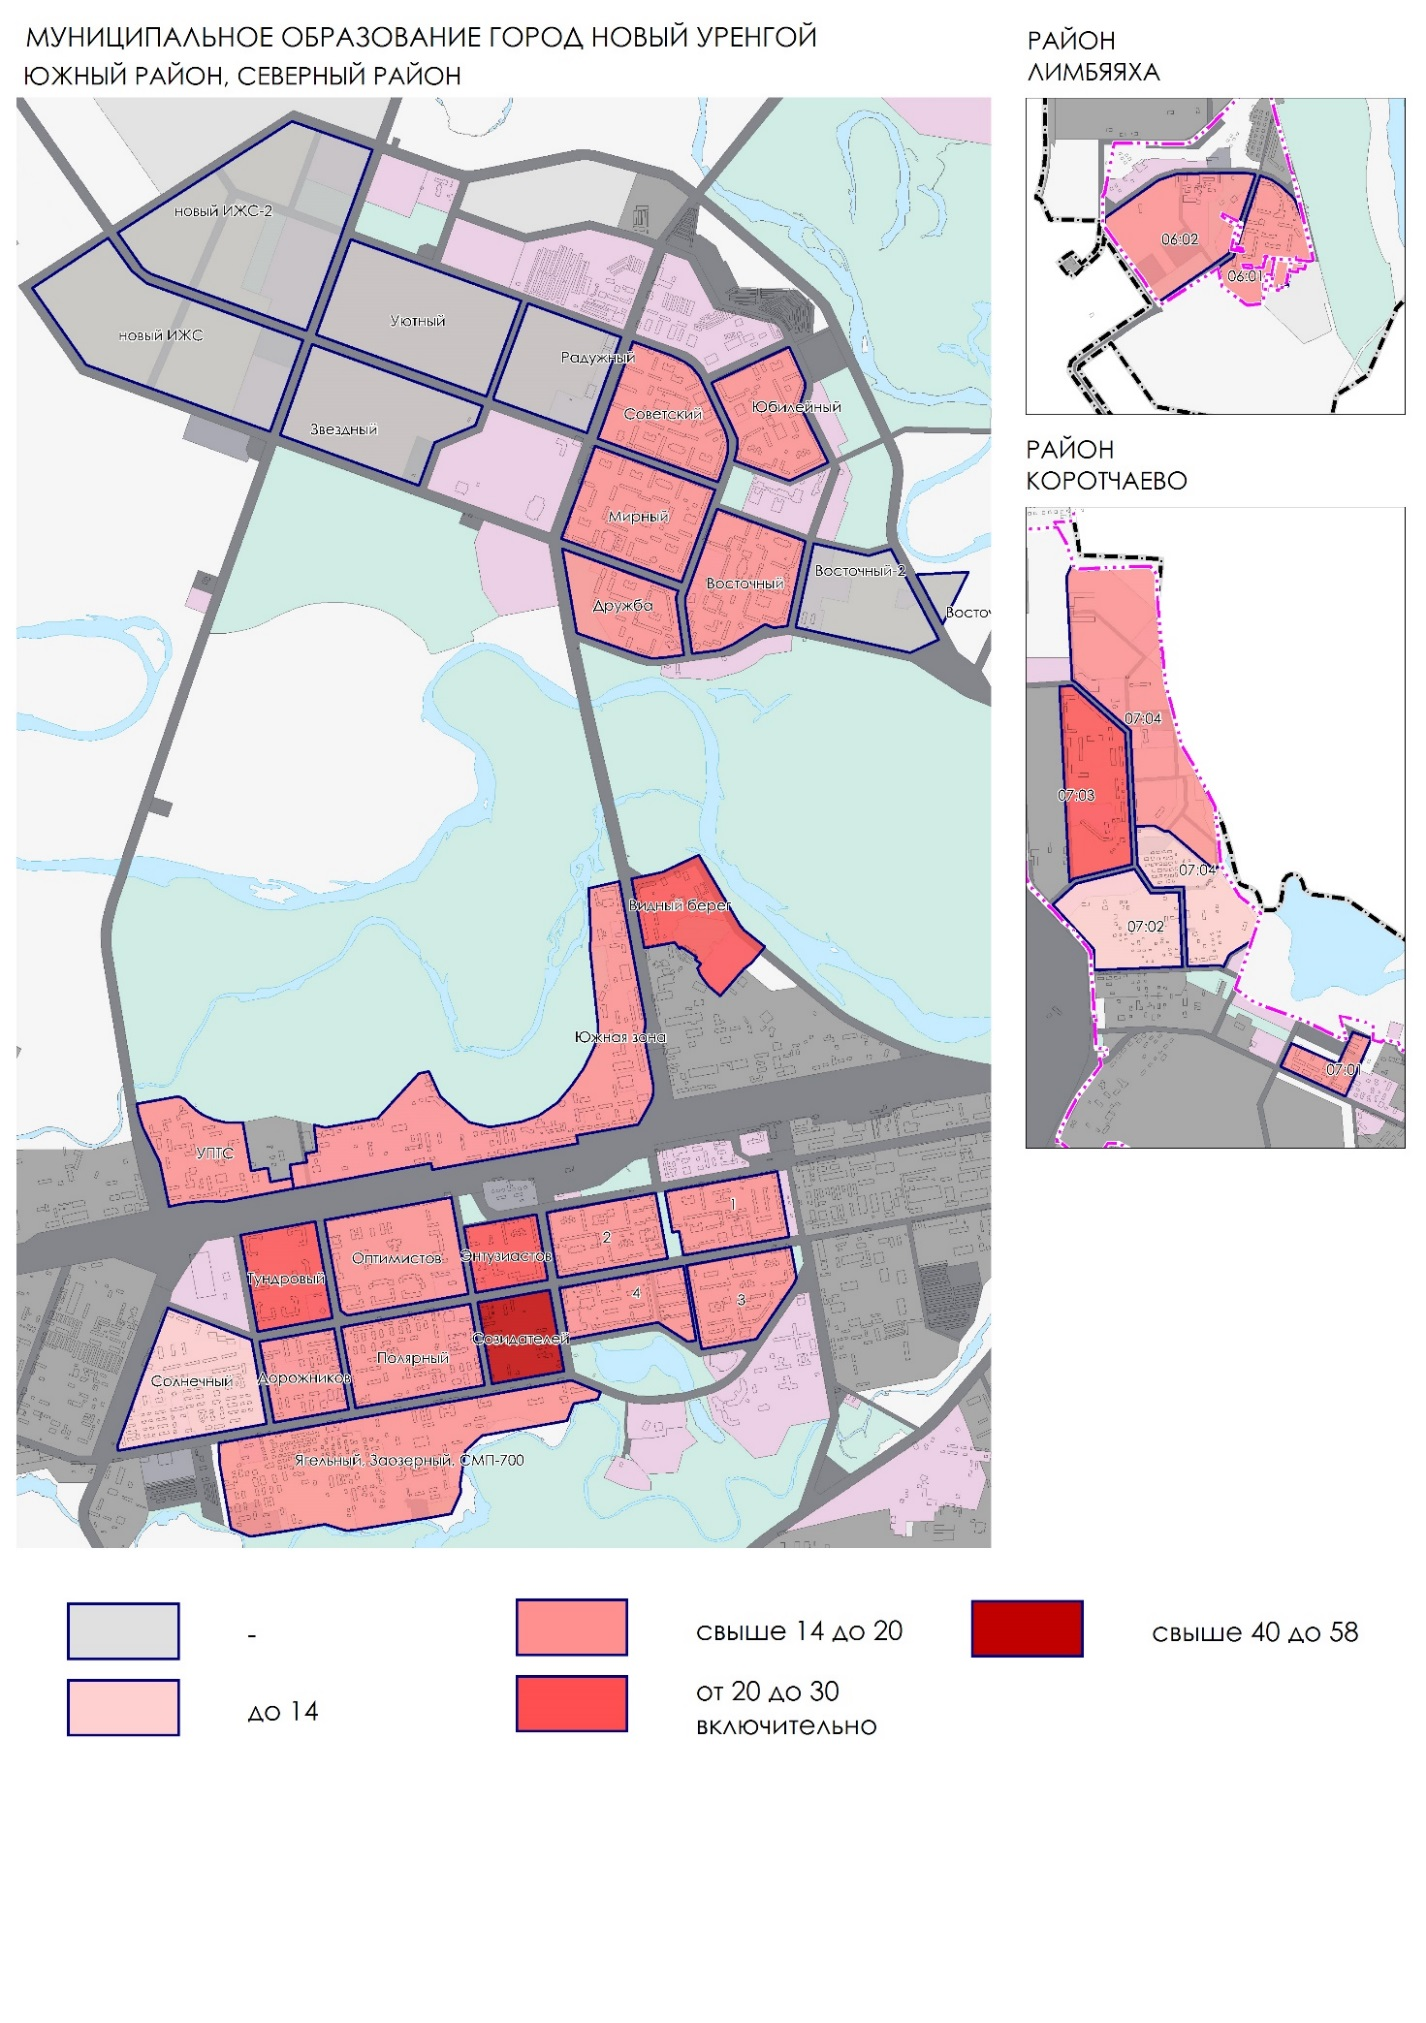 МУНИЦИПАЛЬНОЕ ОБРАЗОВАНИЕ ГОРОД НОВЫЙ УРЕНГОЙ
ЮЖНЫЙ РАЙОН, СЕВЕРНЫЙ РАЙОН
новый ИЖС-2
новый ИЖС
Уютный
Радужный
Звездный
Советский
Юбилейный
Мирный
Восточный
Восточный-2
Восточ
Дружба
Видный берег
Южная зона
УПТС
1
2
Оптимистов
Энтузиастов
Тундровый
4
3
Созидателей
Полярный
Дорожников
Солнечный
Ягельный, Заозерный, СМП-700
РАЙОН
ЛИМБЯЯХА
06:02
06:01
РАЙОН
КОРОТЧАЕВО
07:04
07:03
07:04
07:02
07:01
-
до 14
свыше 14 до 20
от 20 до 30
включительно
свыше 40 до 58